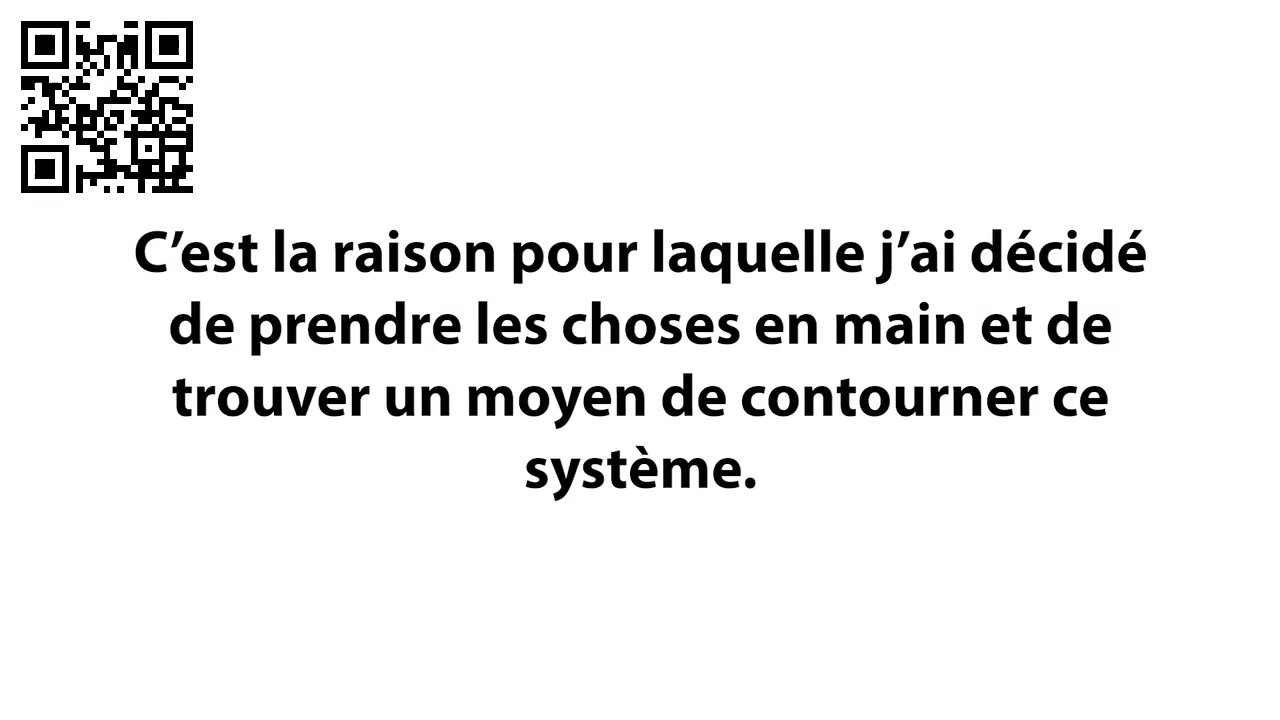 C’est la raison pour laquelle j’ai décidé
de prendre les choses en main et de
trouver un moyen de contourner ce
système.